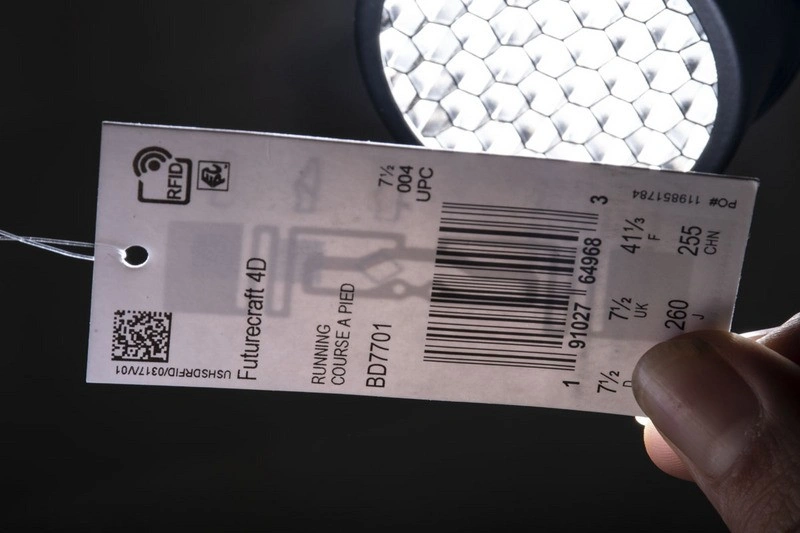 RFID
USHSDRFID/0317/V01
Futurecraft 4D
RUNNING
COURSE A PIED
BD7701
7½
004
UPC
1 91027 64968 3
7½ D
7½ UK
41⅓ F
260 J
255 CHN
PO# 119851784